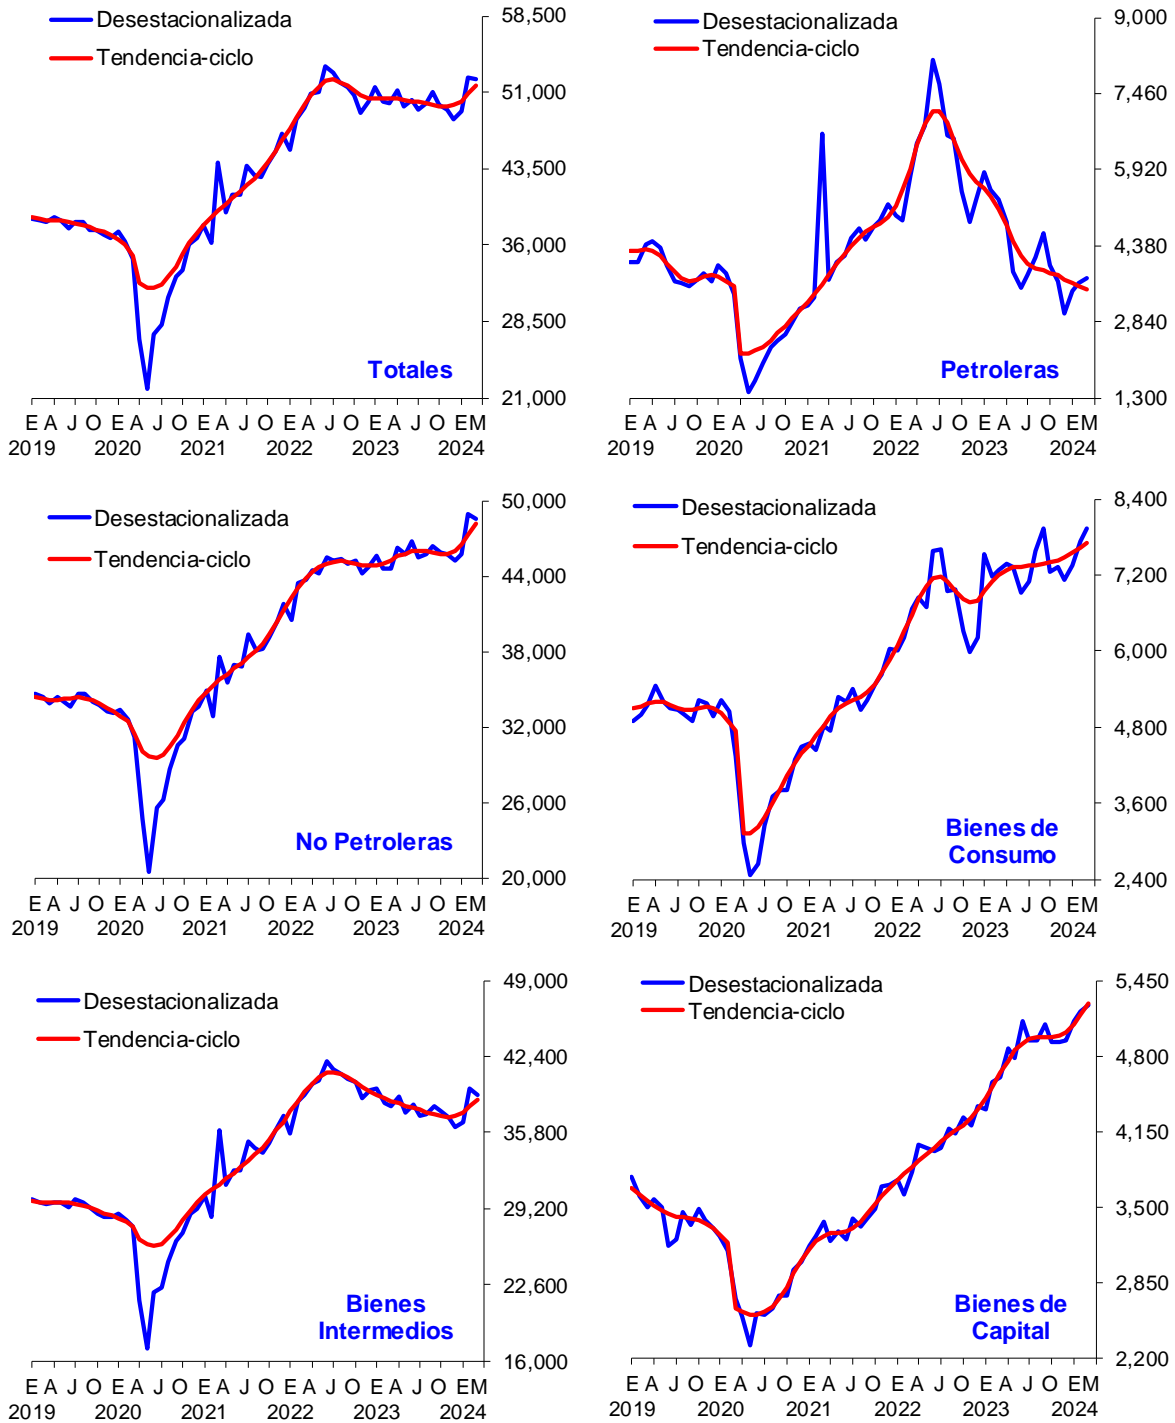 Desestacionalizada
Tendencia-ciclo
58,500
51,000
43,500
36,000
28,500
21,000
Totales
E A J O E A J O E A J O E A J O E A J O EM
2019 2020 2021 2022 2023 2024
Desestacionalizada
Tendencia-ciclo
9,000
7,460
5,920
4,380
2,840
1,300
Petroleras
E A J O E A J O E A J O E A J O E A J O EM
2019 2020 2021 2022 2023 2024
Desestacionalizada
Tendencia-ciclo
50,000
44,000
38,000
32,000
26,000
20,000
No Petroleras
E A J O E A J O E A J O E A J O E A J O EM
2019 2020 2021 2022 2023 2024
Desestacionalizada
Tendencia-ciclo
8,400
7,200
6,000
4,800
3,600
2,400
Bienes de
Consumo
E A J O E A J O E A J O E A J O E A J O EM
2019 2020 2021 2022 2023 2024
Desestacionalizada
Tendencia-ciclo
49,000
42,400
35,800
29,200
22,600
16,000
Bienes
Intermedios
E A J O E A J O E A J O E A J O E A J O EM
2019 2020 2021 2022 2023 2024
Desestacionalizada
Tendencia-ciclo
5,450
4,800
4,150
3,500
2,850
2,200
Bienes de
Capital
E A J O E A J O E A J O E A J O E A J O EM
2019 2020 2021 2022 2023 2024